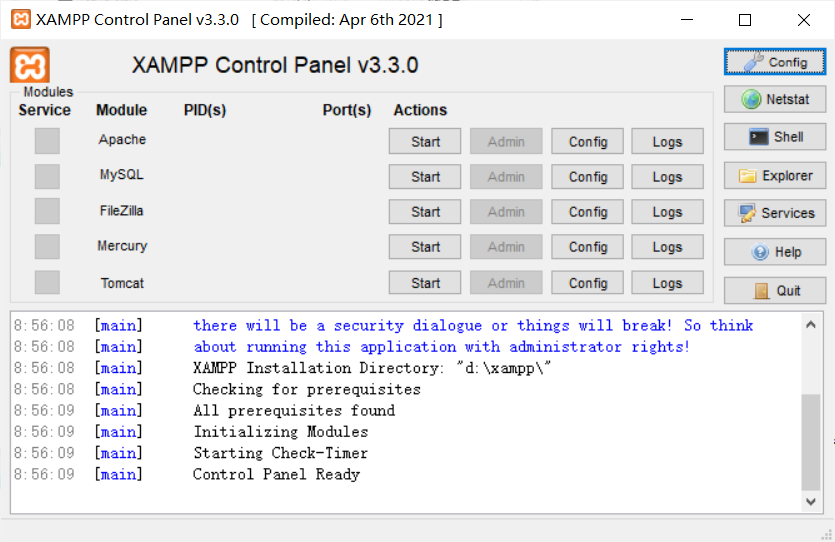 XAMPP Control Panel v3.3.0 [ Compiled: Apr 6th 2021 ]
XAMPP Control Panel v3.3.0
Config
Modules
Service Module PID(s) Port(s) Actions
Netstat
Apache Start Admin Config Logs
Shell
MySQL Start Admin Config Logs
Explorer
FileZilla Start Admin Config Logs
Services
Mercury Start Admin Config Logs
Help
Tomcat Start Admin Config Logs
Quit
8:56:08 [main] there will be a security dialogue or things will break! So think
8:56:08 [main] about running this application with administrator rights!
8:56:08 [main] XAMPP Installation Directory: "d:\xampp\"
8:56:08 [main] Checking for prerequisites
8:56:09 [main] All prerequisites found
8:56:09 [main] Initializing Modules
8:56:09 [main] Starting Check-Timer
8:56:09 [main] Control Panel Ready